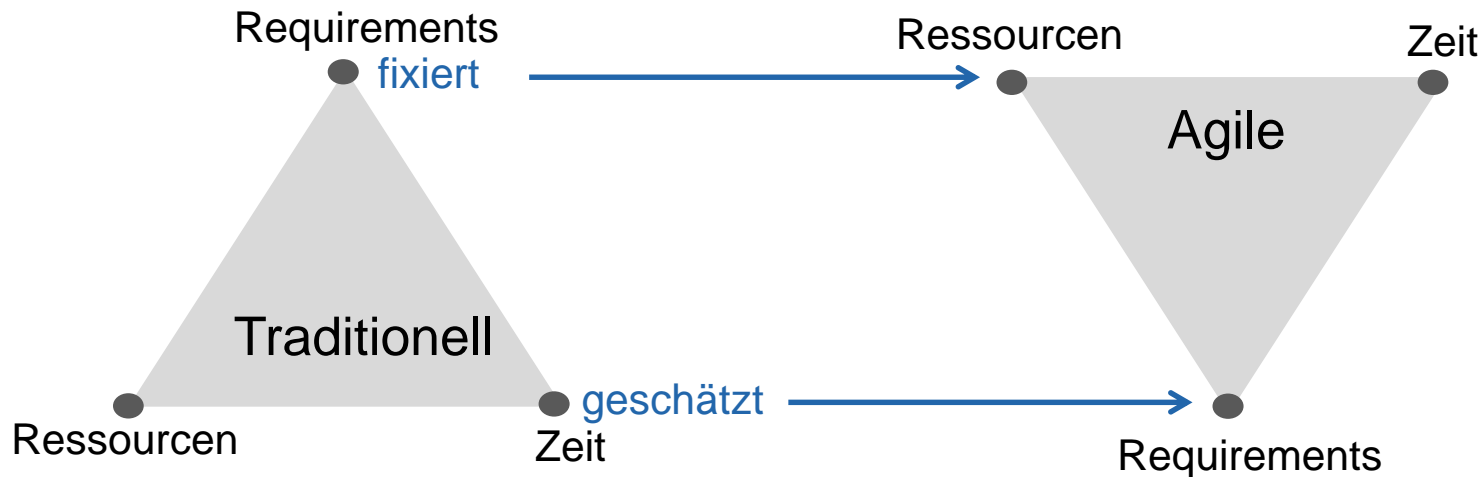 Requirements
fixiert
Ressourcen
Zeit
Agile
Traditionell
geschätzt
Ressourcen
Zeit
Requirements